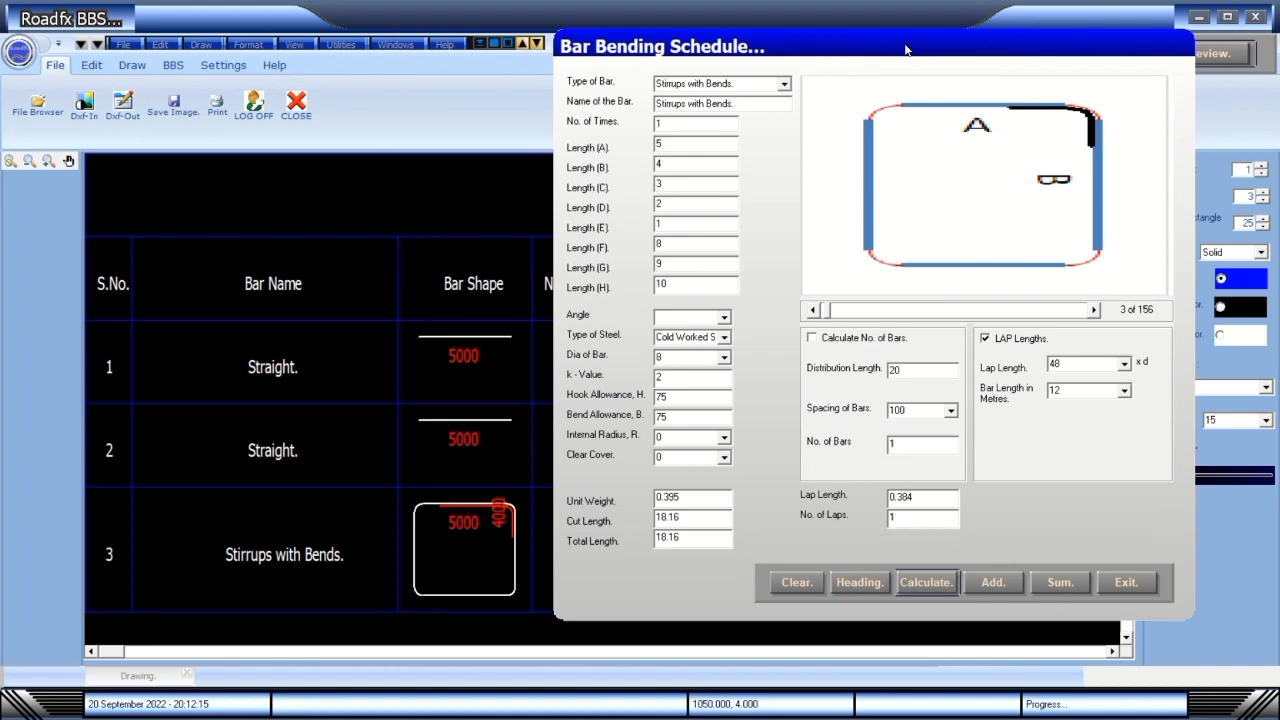 Roadfx BBS...
File Edit Draw Format View Utilities Windows Help
File Edit Draw BBS Settings Help
File Browser Dxf-In Dxf-Out Save Image. Print LOG OFF CLOSE
S.No. Bar Name Bar Shape N
1 Straight. 5000
2 Straight. 5000
3 Stirrups with Bends. 5000 4000
Drawing.
Bar Bending Schedule...
Type of Bar. Stirrups with Bends.
Name of the Bar. Stirrups with Bends.
No. of Times. 1
Length (A). 5
Length (B). 4
Length (C). 3
Length (D). 2
Length (E). 1
Length (F). 8
Length (G). 9
Length (H). 10
Angle
Type of Steel. Cold Worked S
Dia of Bar. 8
k - Value. 2
Hook Allowance, H. 75
Bend Allowance, B. 75
Internal Radius, R. 0
Clear Cover. 0
Unit Weight. 0.395
Cut Length. 18.16
Total Length. 18.16
A
B
3 of 156
Calculate No. of Bars.
Distribution Length. 20
Spacing of Bars. 100
No. of Bars 1
LAP Lengths.
Lap Length. 48 x d
Bar Length in
Metres. 12
Lap Length. 0.384
No. of Laps. 1
Clear. Heading. Calculate. Add. Sum. Exit.
eview.
1
3
tangle
25
Solid
or.
or.
15
20 September 2022 - 20:12:15 1050.000, 4.000 Progress...